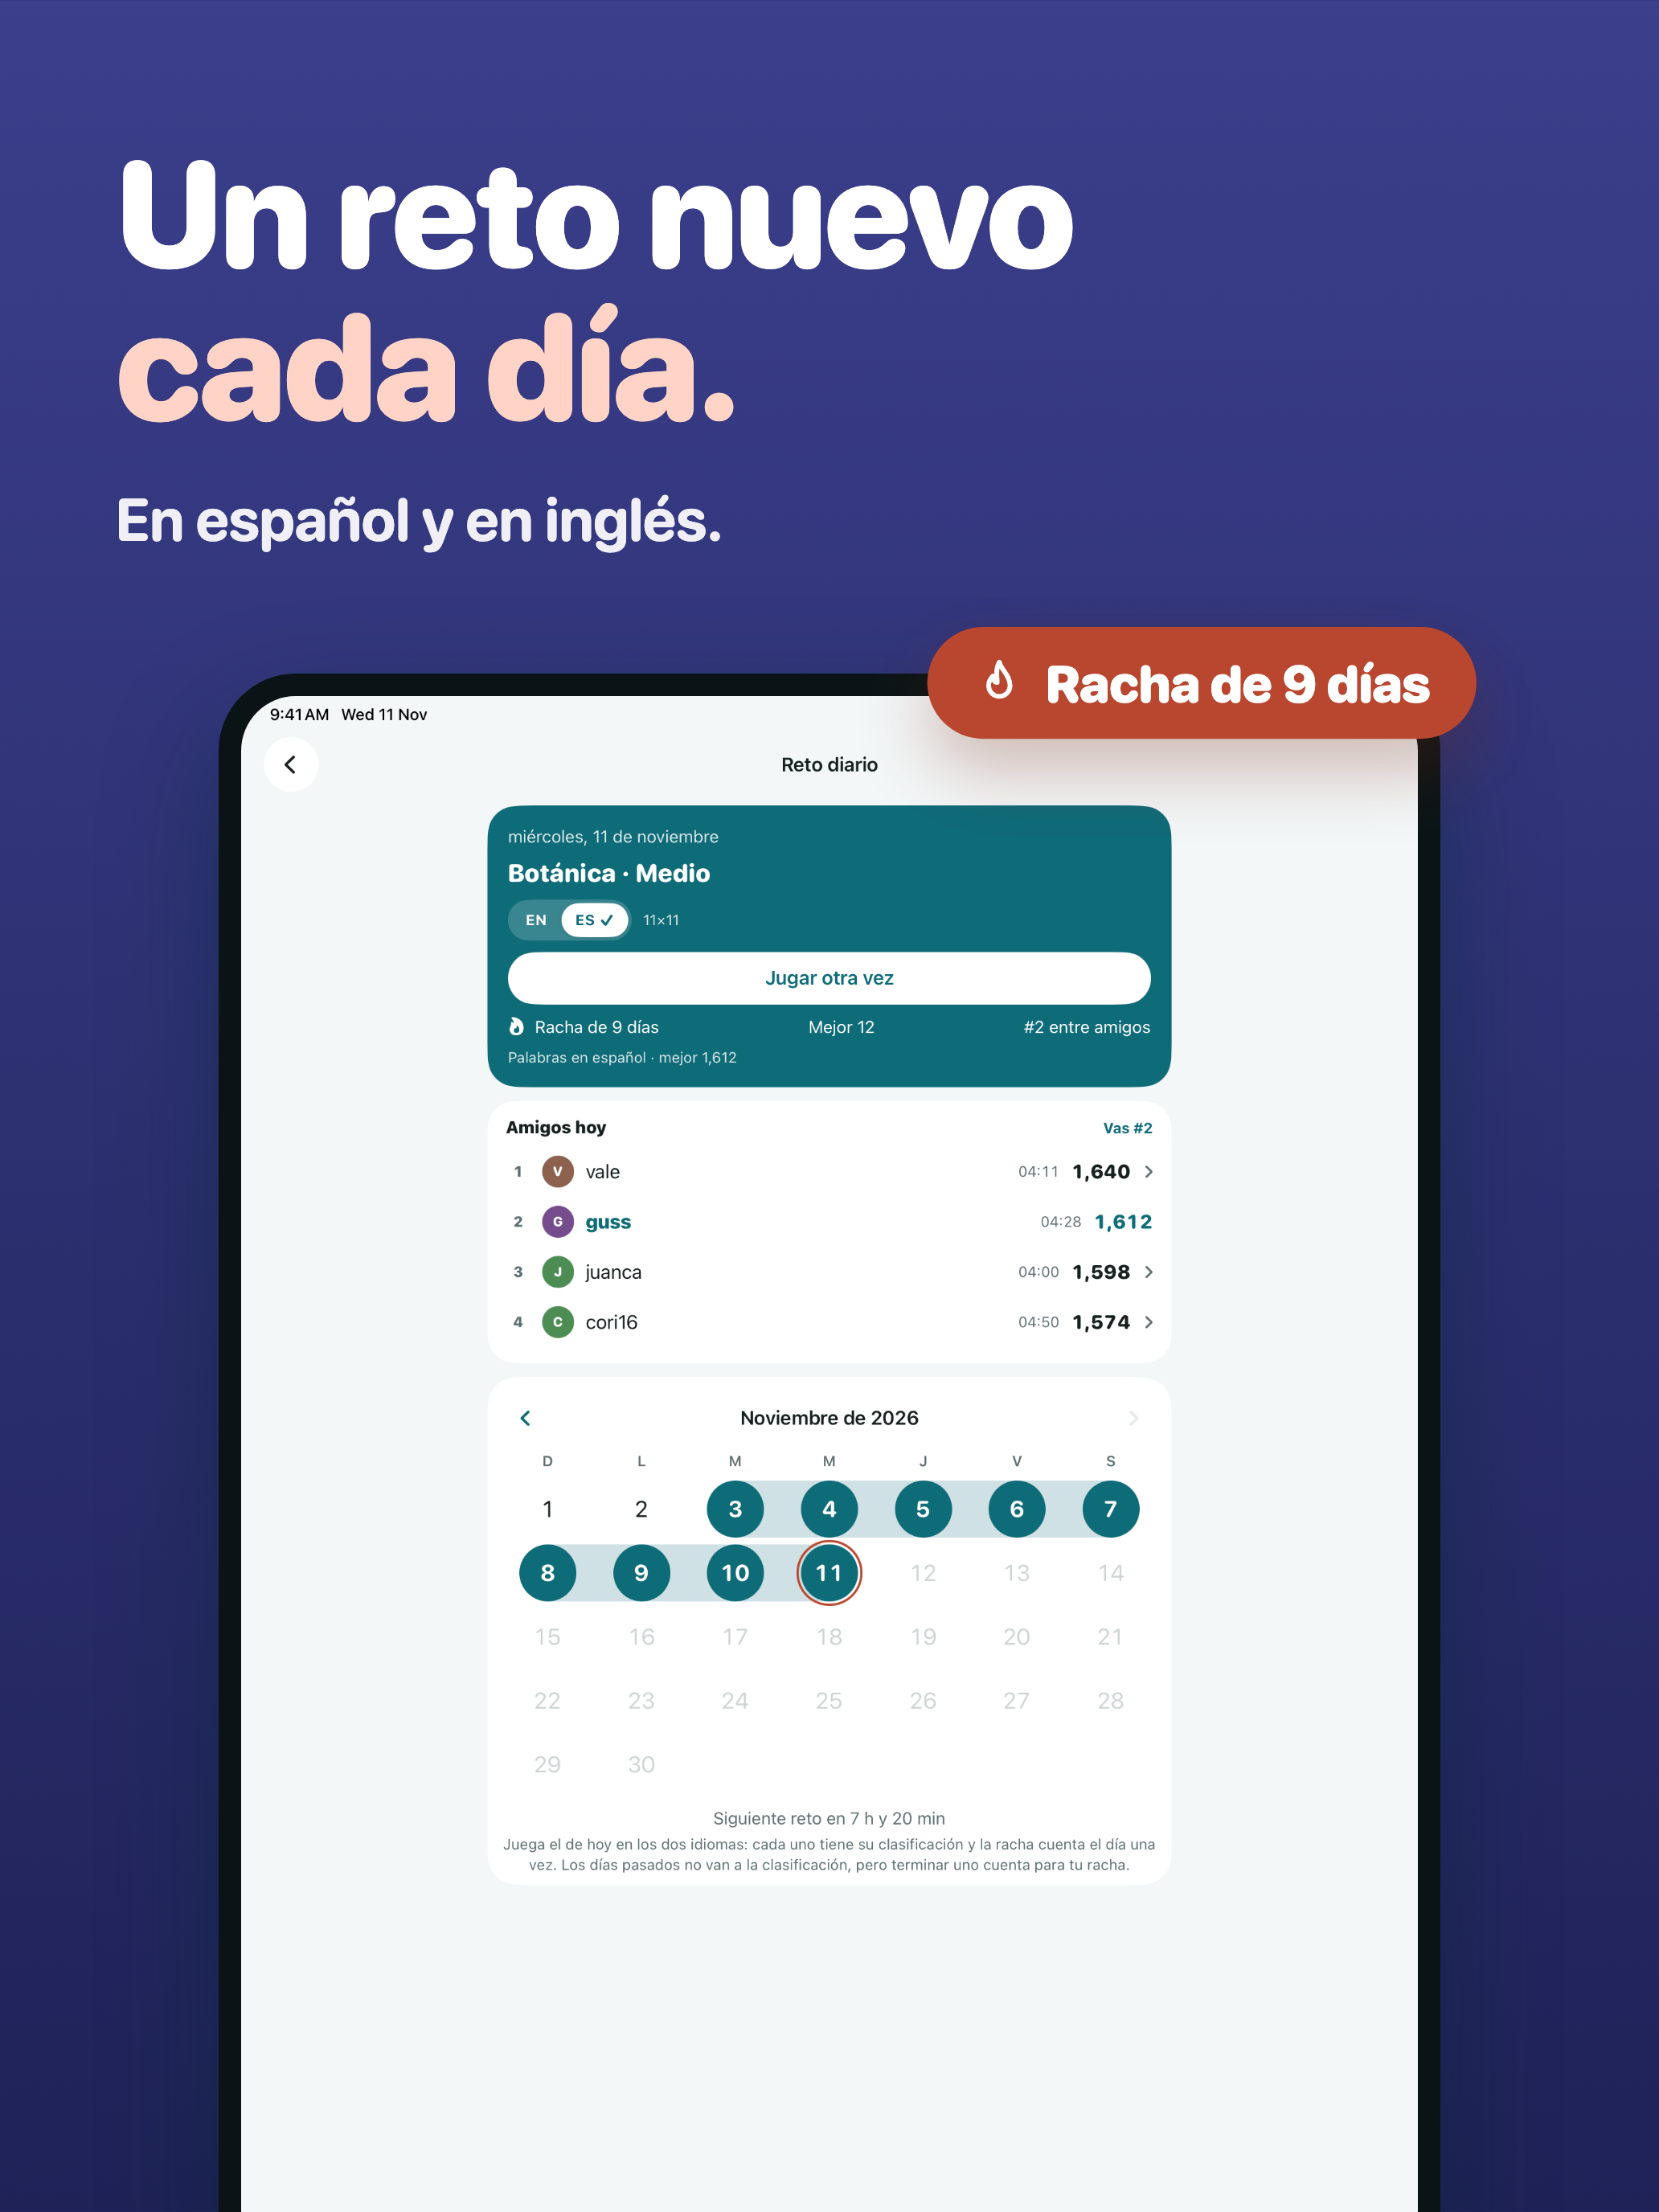 Un reto nuevo
cada día.
En español y en inglés.
Racha de 9 días
9:41 AM Wed 11 Nov
Reto diario
miércoles, 11 de noviembre
Botánica · Medio
EN ES ✓ 11×11
Jugar otra vez
Racha de 9 días Mejor 12 #2 entre amigos
Palabras en español · mejor 1,612
Amigos hoy Vas #2
1 V vale 04:11 1,640
2 G guss 04:28 1,612
3 J juanca 04:00 1,598
4 C cori16 04:50 1,574
Noviembre de 2026
D L M M J V S
1 2 3 4 5 6 7
8 9 10 11 12 13 14
15 16 17 18 19 20 21
22 23 24 25 26 27 28
29 30
Siguiente reto en 7 h y 20 min
Juega el de hoy en los dos idiomas: cada uno tiene su clasificación y la racha cuenta el día una
vez. Los días pasados no van a la clasificación, pero terminar uno cuenta para tu racha.